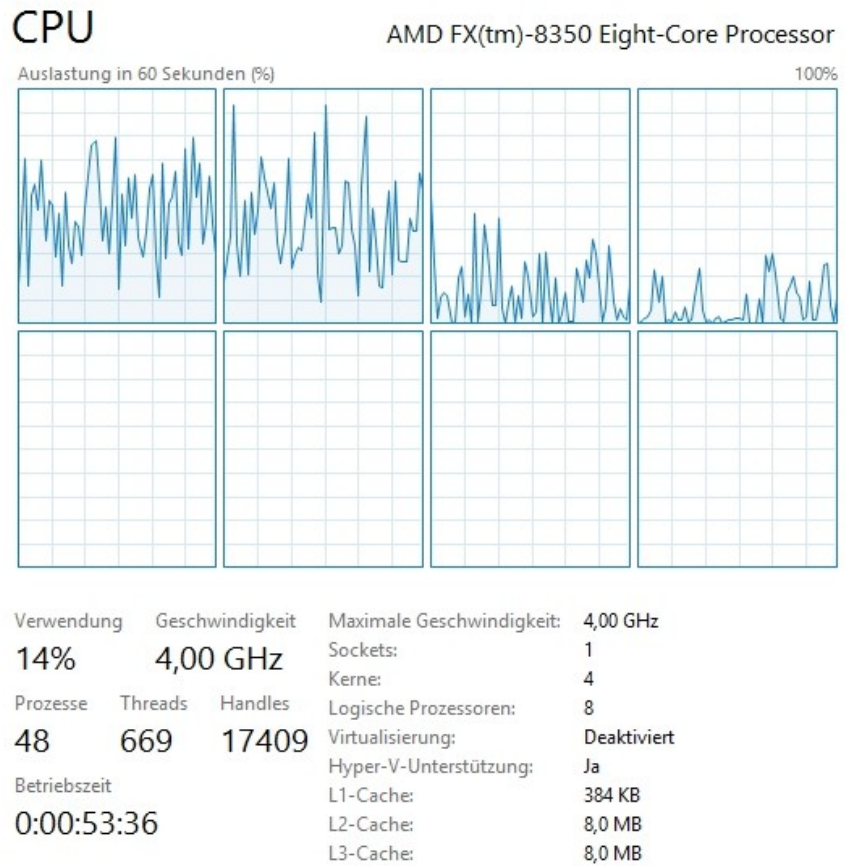 CPU
AMD FX(tm)-8350 Eight-Core Processor
Auslastung in 60 Sekunden (%)
100%
Verwendung
Geschwindigkeit
14%
4,00 GHz
Prozesse
Threads
Handles
48
669
17409
Betriebszeit
0:00:53:36
Maximale Geschwindigkeit: 4,00 GHz
Sockets: 1
Kerne: 4
Logische Prozessoren: 8
Virtualisierung: Deaktiviert
Hyper-V-Unterstützung: Ja
L1-Cache: 384 KB
L2-Cache: 8,0 MB
L3-Cache: 8,0 MB